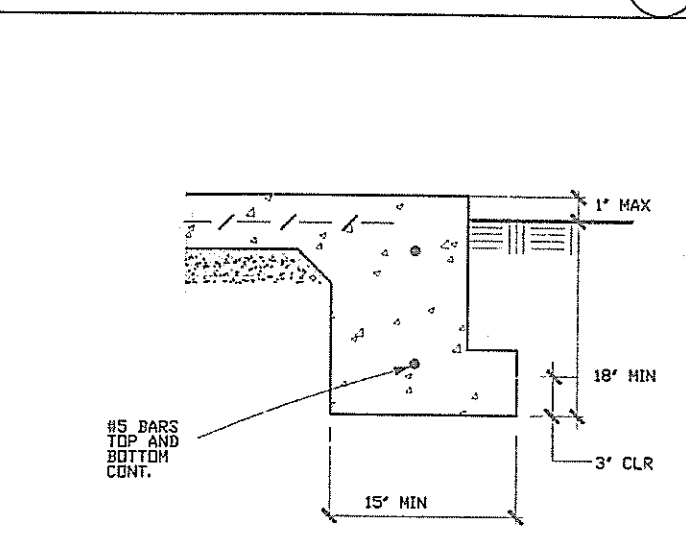 1" MAX
18" MIN
#5 BARS
TOP AND
BOTTOM
CONT.
3" CLR
15" MIN